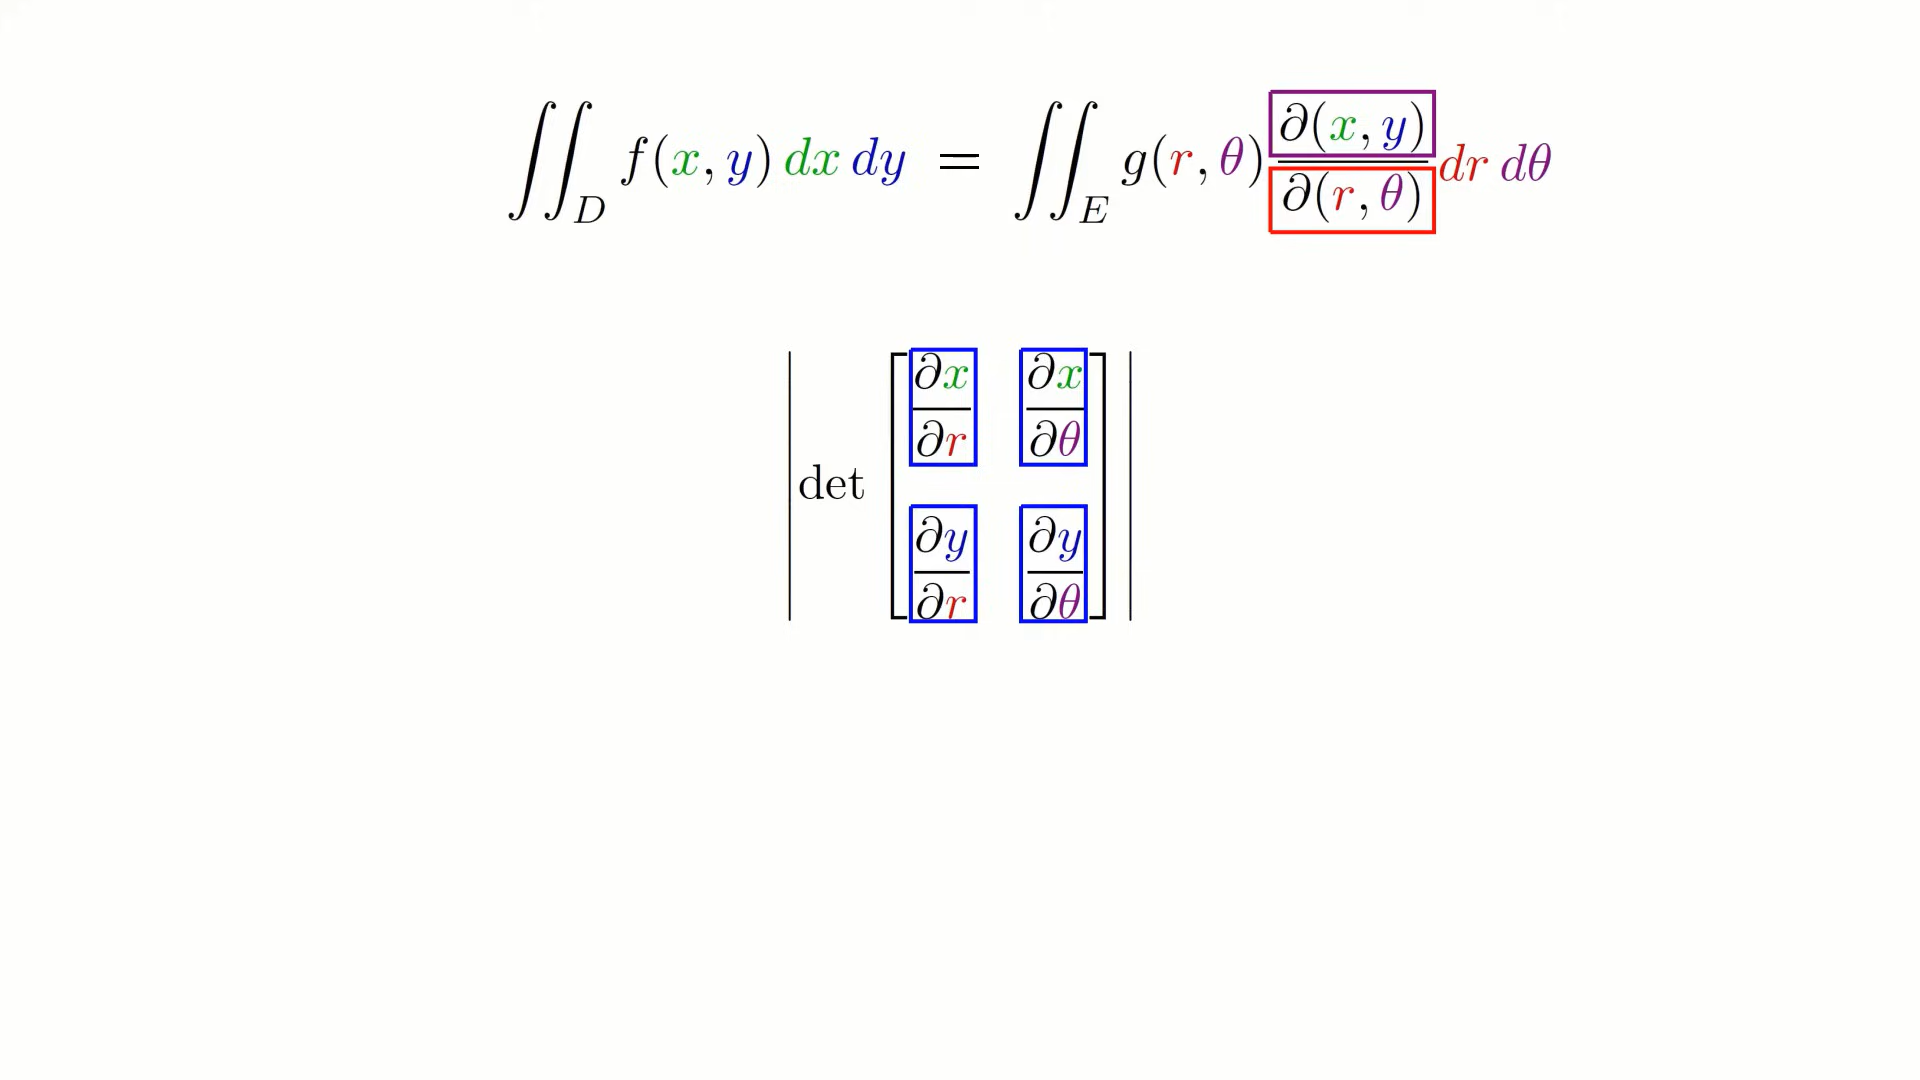 ∬_D f(x, y) dx dy = ∬_E g(r, θ) ∂(x, y)/∂(r, θ) dr dθ
| det [ ∂x/∂r ∂x/∂θ
∂y/∂r ∂y/∂θ ] |